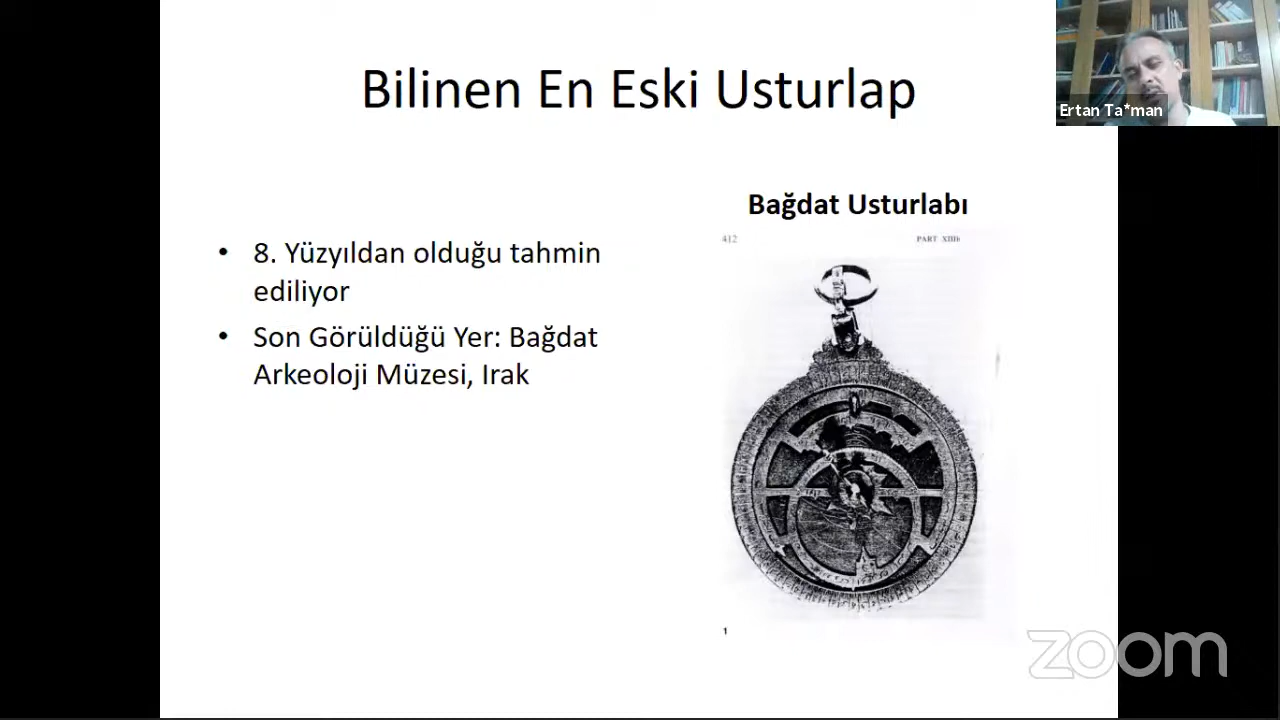 Bilinen En Eski Usturlap
Ertan Ta*man
Bağdat Usturlabı
412
PART XIIIb
• 8. Yüzyıldan olduğu tahmin
ediliyor
• Son Görüldüğü Yer: Bağdat
Arkeoloji Müzesi, Irak
1
zoom